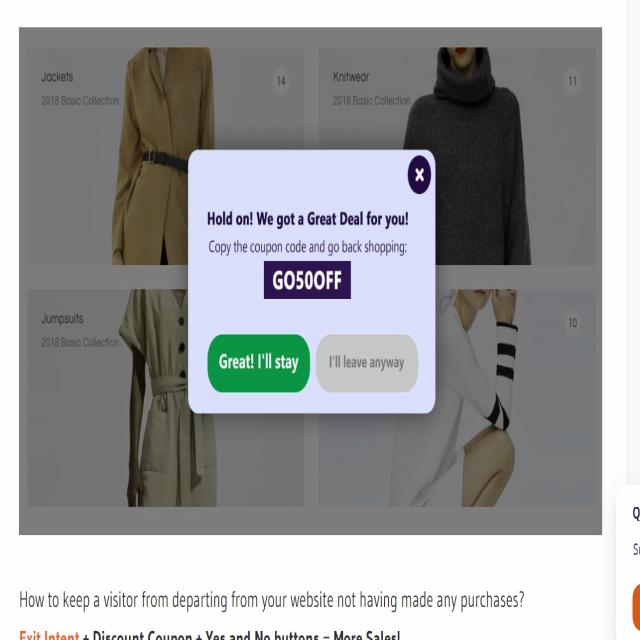 Jackets
14
2018 Basic Collection
Knitwear
11
2018 Basic Collection
Hold on! We got a Great Deal for you!
Copy the coupon code and go back shopping:
GO50OFF
Great! I'll stay
I'll leave anyway
Jumpsuits
2018 Basic Collection
10
How to keep a visitor from departing from your website not having made any purchases?
Exit Intent + Discount Coupon + Yes and No buttons = More Sales!